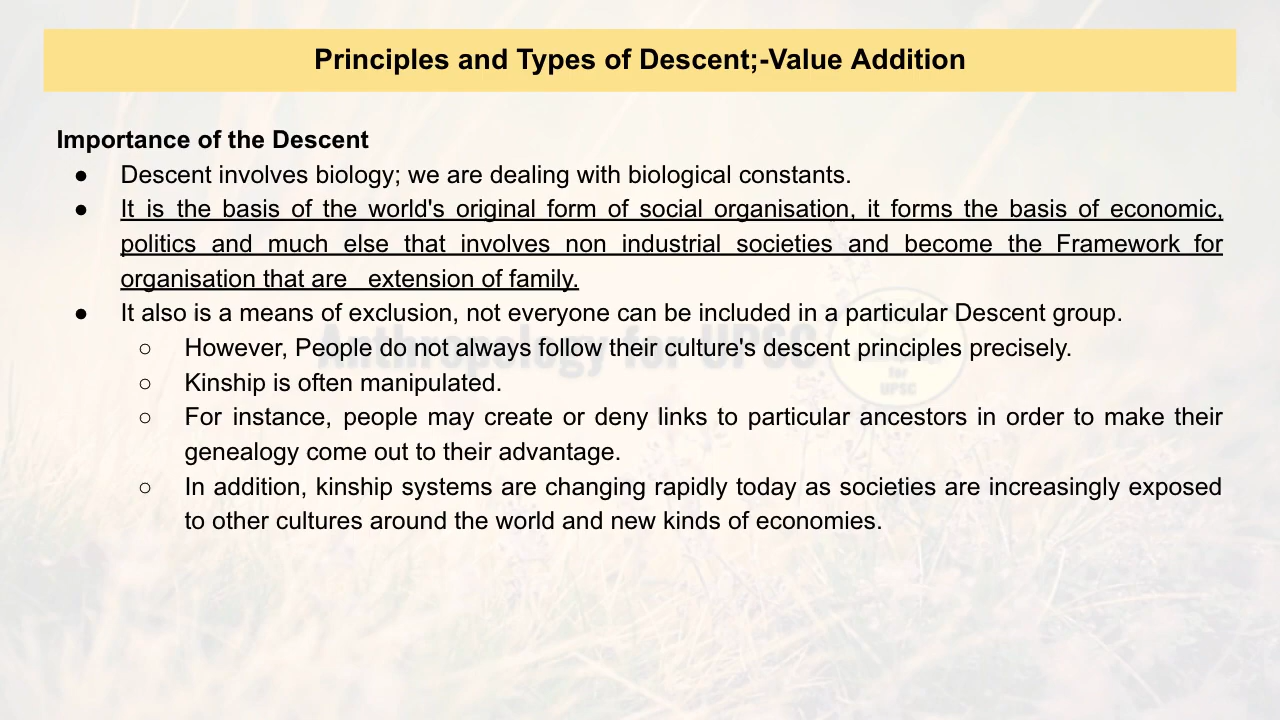 Principles and Types of Descent;-Value Addition
Importance of the Descent
● Descent involves biology; we are dealing with biological constants.
● It is the basis of the world's original form of social organisation, it forms the basis of economic,
politics and much else that involves non industrial societies and become the Framework for
organisation that are extension of family.
● It also is a means of exclusion, not everyone can be included in a particular Descent group.
○ However, People do not always follow their culture's descent principles precisely.
Anthropology for UPSC
for
UPSC
○ Kinship is often manipulated.
○ For instance, people may create or deny links to particular ancestors in order to make their
genealogy come out to their advantage.
○ In addition, kinship systems are changing rapidly today as societies are increasingly exposed
to other cultures around the world and new kinds of economies.